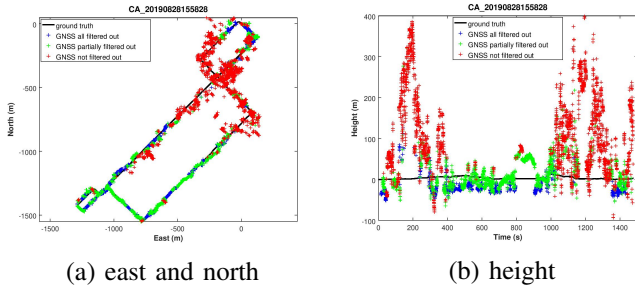 CA_20190828155828
ground truth
GNSS all filtered out
GNSS partially filtered out
GNSS not filtered out
North (m)
0
-500
-1000
-1500
-1500 -1000 -500 0
East (m)
(a) east and north
CA_20190828155828
ground truth
GNSS all filtered out
GNSS partially filtered out
GNSS not filtered out
Height (m)
400
300
200
100
0
-100
0 200 400 600 800 1000 1200 1400
Time (s)
(b) height